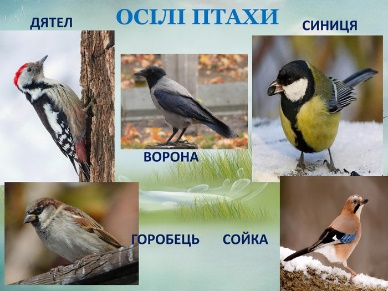 ОСІЛІ ПТАХИ
ДЯТЕЛ
СИНИЦЯ
ВОРОНА
ГОРОБЕЦЬ
СОЙКА